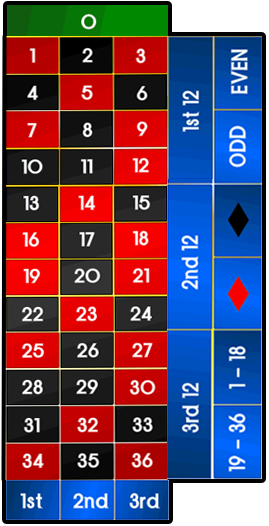 0
1 2 3
4 5 6
7 8 9
10 11 12
1st 12
EVEN
ODD
13 14 15
16 17 18
19 20 21
22 23 24
2nd 12
25 26 27
28 29 30
31 32 33
34 35 36
3rd 12
1 – 18
19 – 36
1st 2nd 3rd